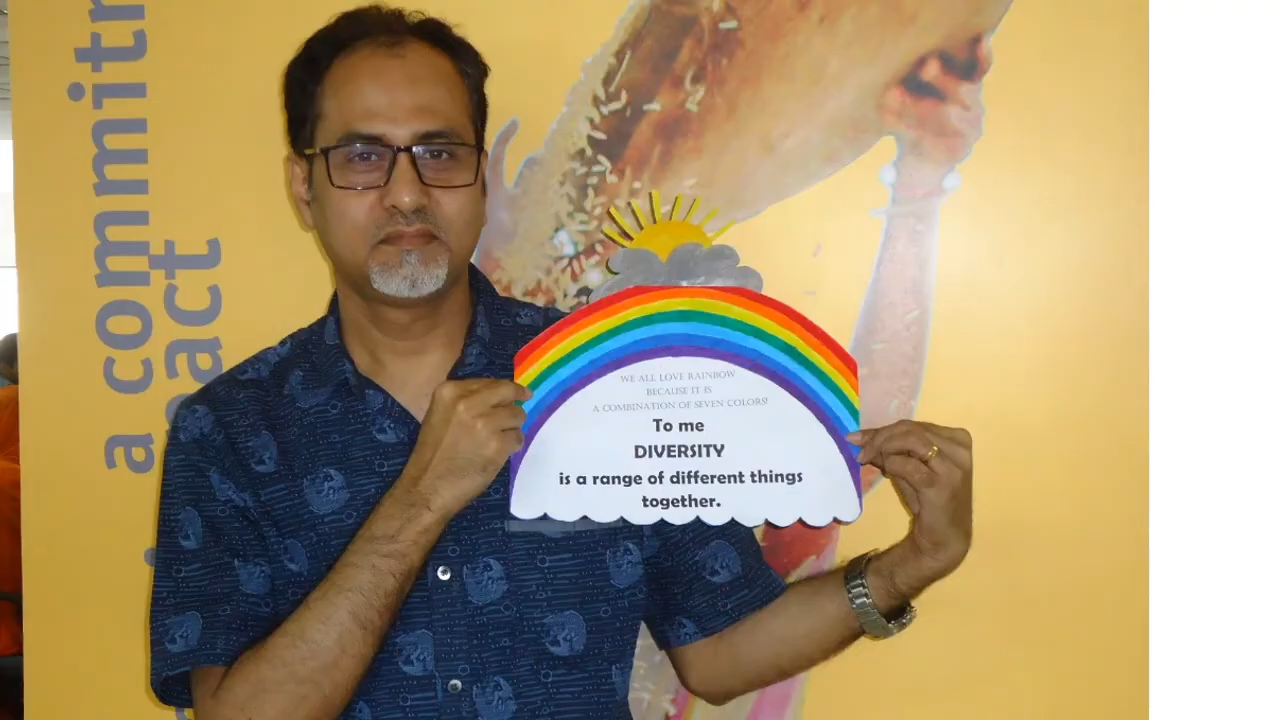 a commitm
pact
WE ALL LOVE RAINBOW
BECAUSE IT IS
A COMBINATION OF SEVEN COLORS!
To me
DIVERSITY
is a range of different things
together.